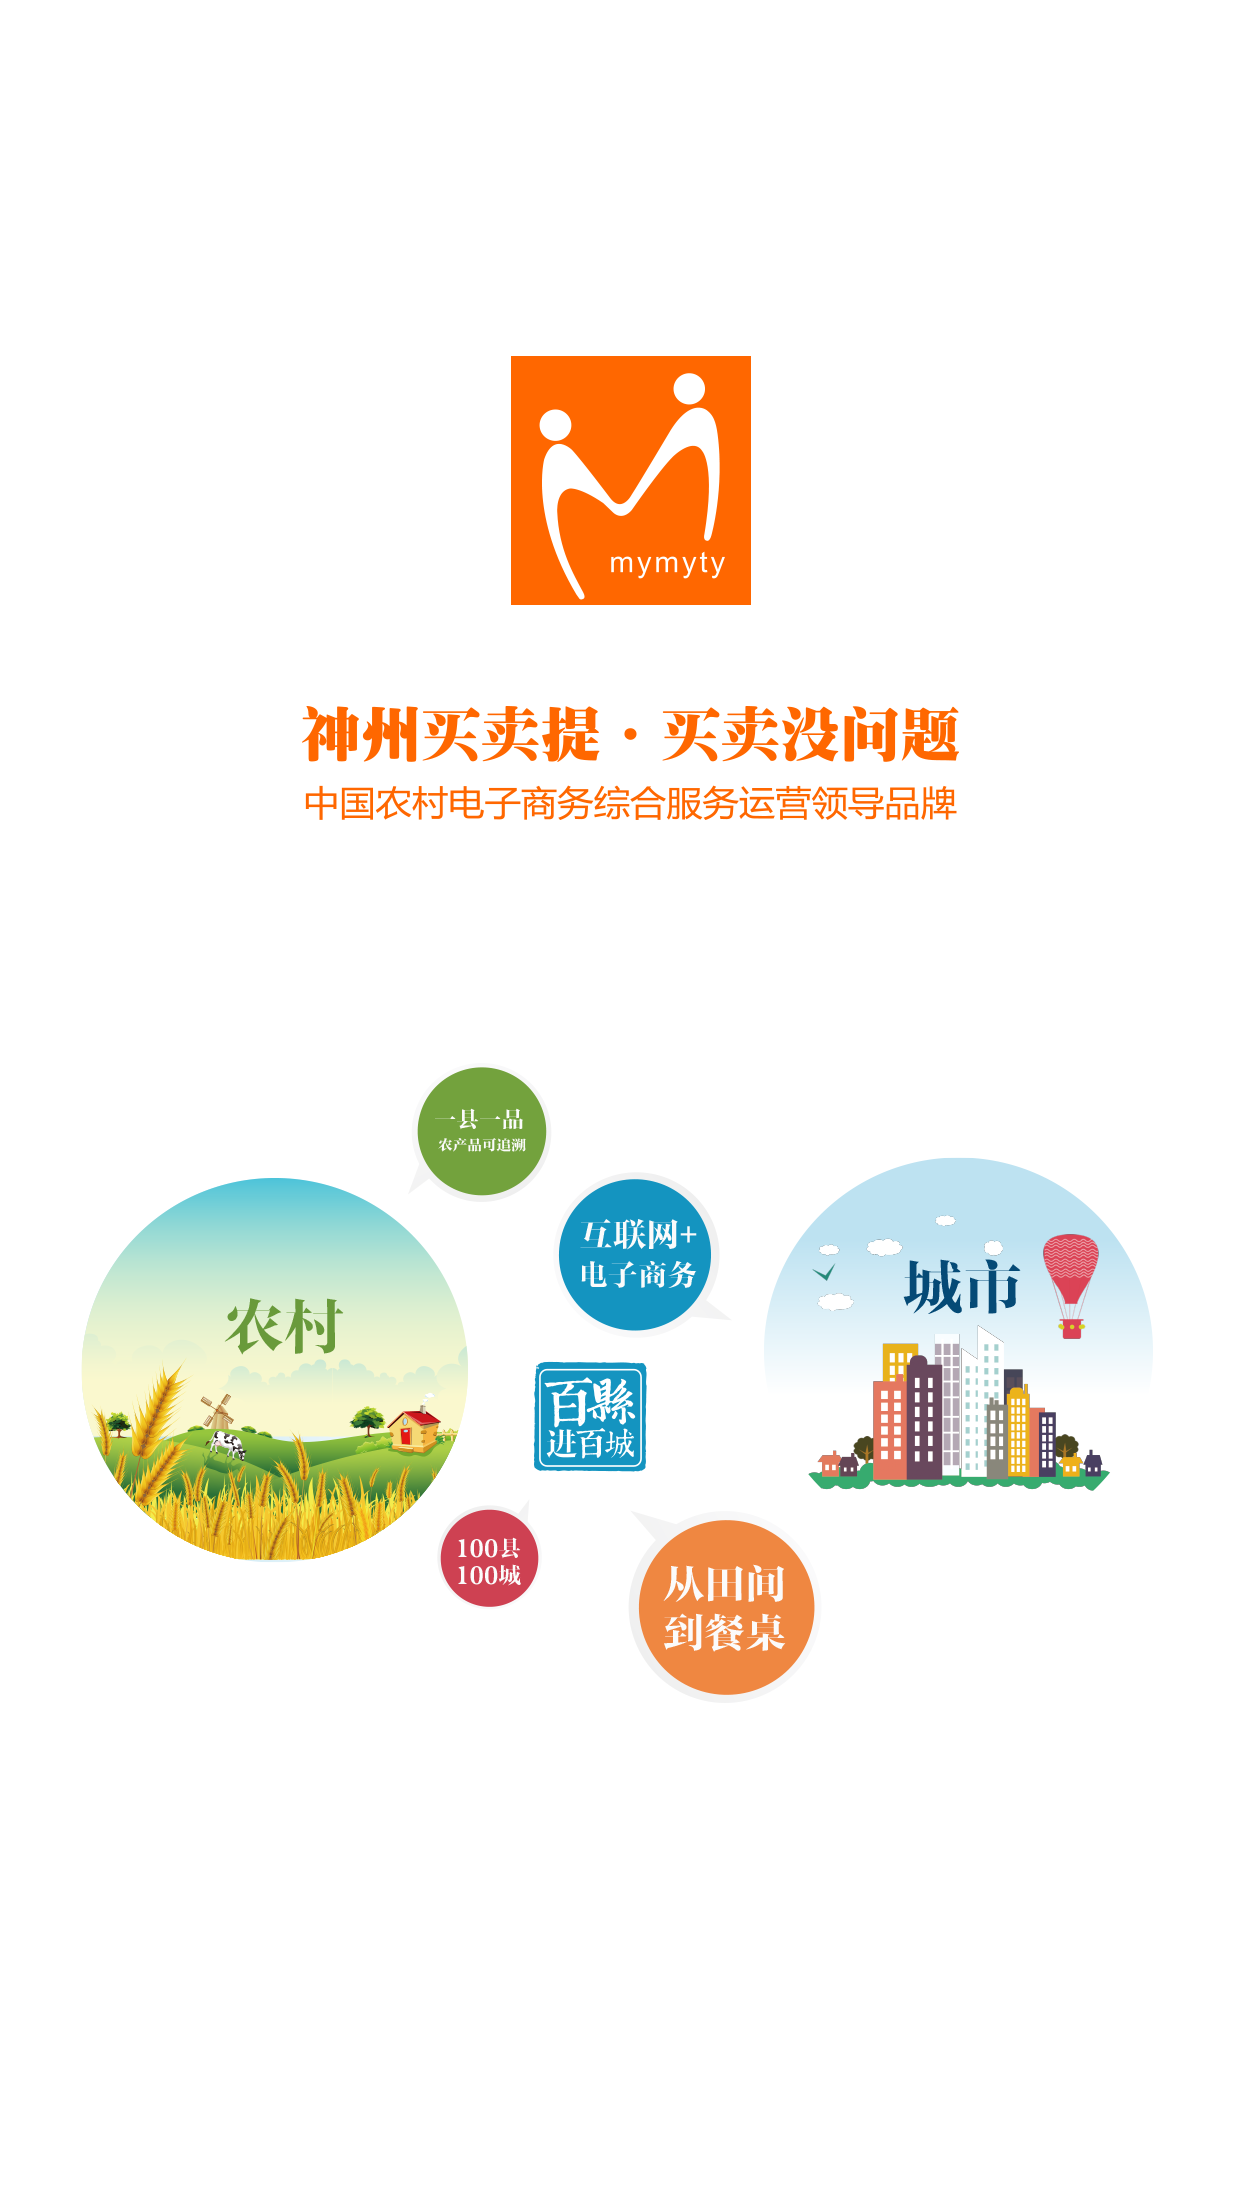 mymyty
神州买卖提·买卖没问题
中国农村电子商务综合服务运营领导品牌
一县一品
农产品可追溯
互联网+
电子商务
农村
城市
百縣
进百城
100县
100城
从田间
到餐桌